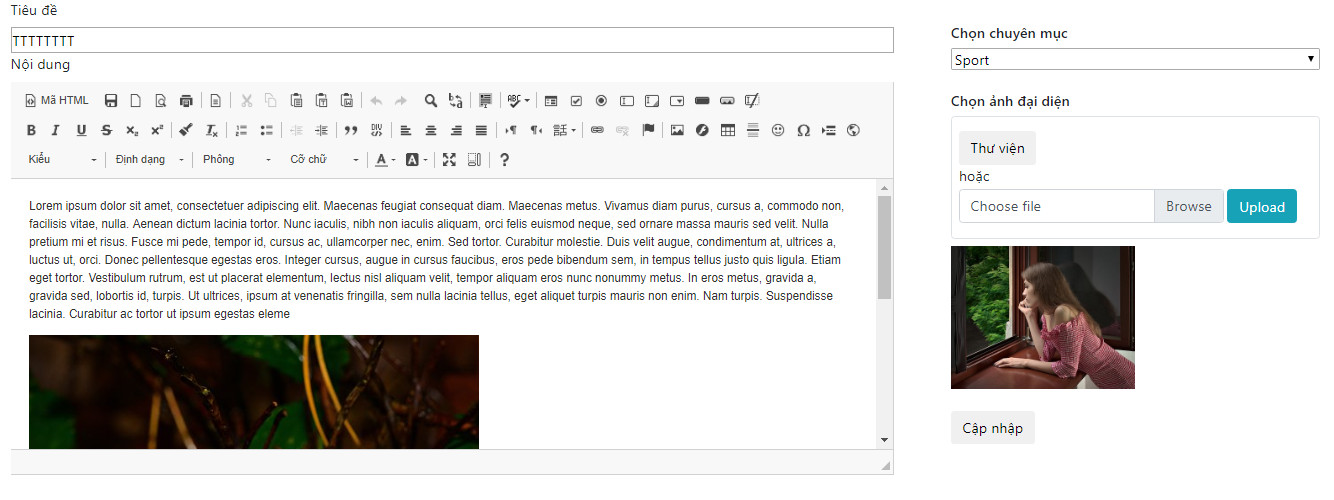 Tiêu đề
TTTTTTTT
Nội dung
Mã HTML
Kiểu
Định dạng
Phông
Cỡ chữ
Lorem ipsum dolor sit amet, consectetuer adipiscing elit. Maecenas feugiat consequat diam. Maecenas metus. Vivamus diam purus, cursus a, commodo non,
facilisis vitae, nulla. Aenean dictum lacinia tortor. Nunc iaculis, nibh non iaculis aliquam, orci felis euismod neque, sed ornare massa mauris sed velit. Nulla
pretium mi et risus. Fusce mi pede, tempor id, cursus ac, ullamcorper nec, enim. Sed tortor. Curabitur molestie. Duis velit augue, condimentum at, ultrices a,
luctus ut, orci. Donec pellentesque egestas eros. Integer cursus, augue in cursus faucibus, eros pede bibendum sem, in tempus tellus justo quis ligula. Etiam
eget tortor. Vestibulum rutrum, est ut placerat elementum, lectus nisl aliquam velit, tempor aliquam eros nunc nonummy metus. In eros metus, gravida a,
gravida sed, lobortis id, turpis. Ut ultrices, ipsum at venenatis fringilla, sem nulla lacinia tellus, eget aliquet turpis mauris non enim. Nam turpis. Suspendisse
lacinia. Curabitur ac tortor ut ipsum egestas eleme
Chọn chuyên mục
Sport
Chọn ảnh đại diện
Thư viện
hoặc
Choose file
Browse
Upload
Cập nhập